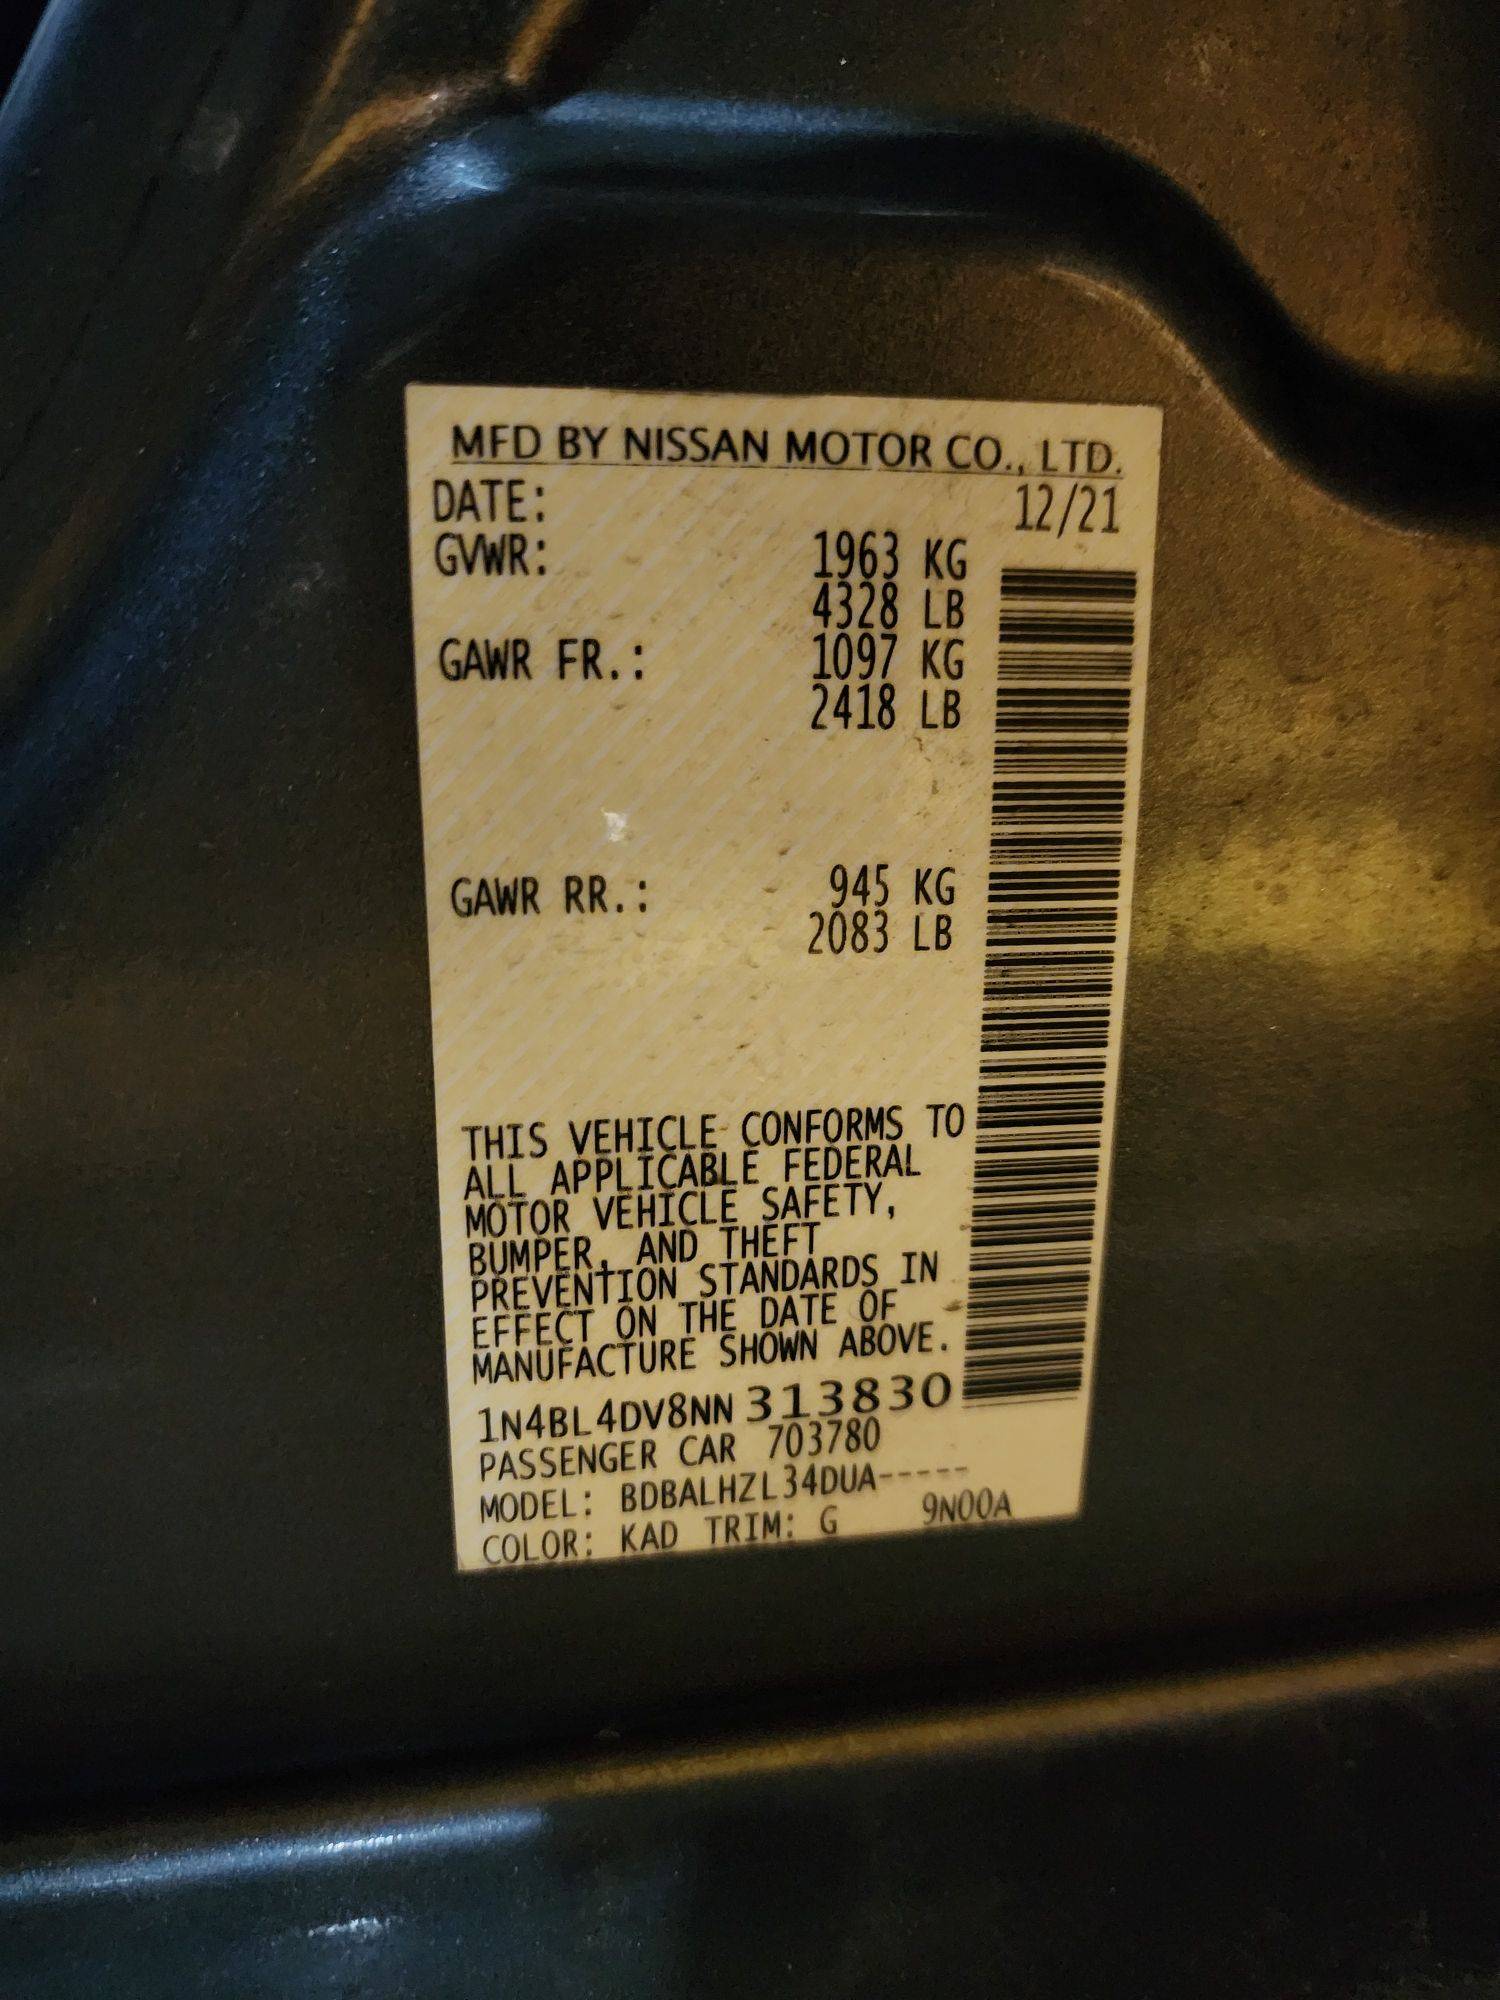 MFD BY NISSAN MOTOR CO., LTD.
DATE: 12/21
GVWR: 1963 KG
4328 LB
GAWR FR.: 1097 KG
2418 LB
GAWR RR.: 945 KG
2083 LB
THIS VEHICLE CONFORMS TO
ALL APPLICABLE FEDERAL
MOTOR VEHICLE SAFETY,
BUMPER, AND THEFT
PREVENTION STANDARDS IN
EFFECT ON THE DATE OF
MANUFACTURE SHOWN ABOVE.
1N4BL4DV8NN313830
PASSENGER CAR 703780
MODEL: BDBALHZL34DUA-----
COLOR: KAD TRIM: G 9N00A